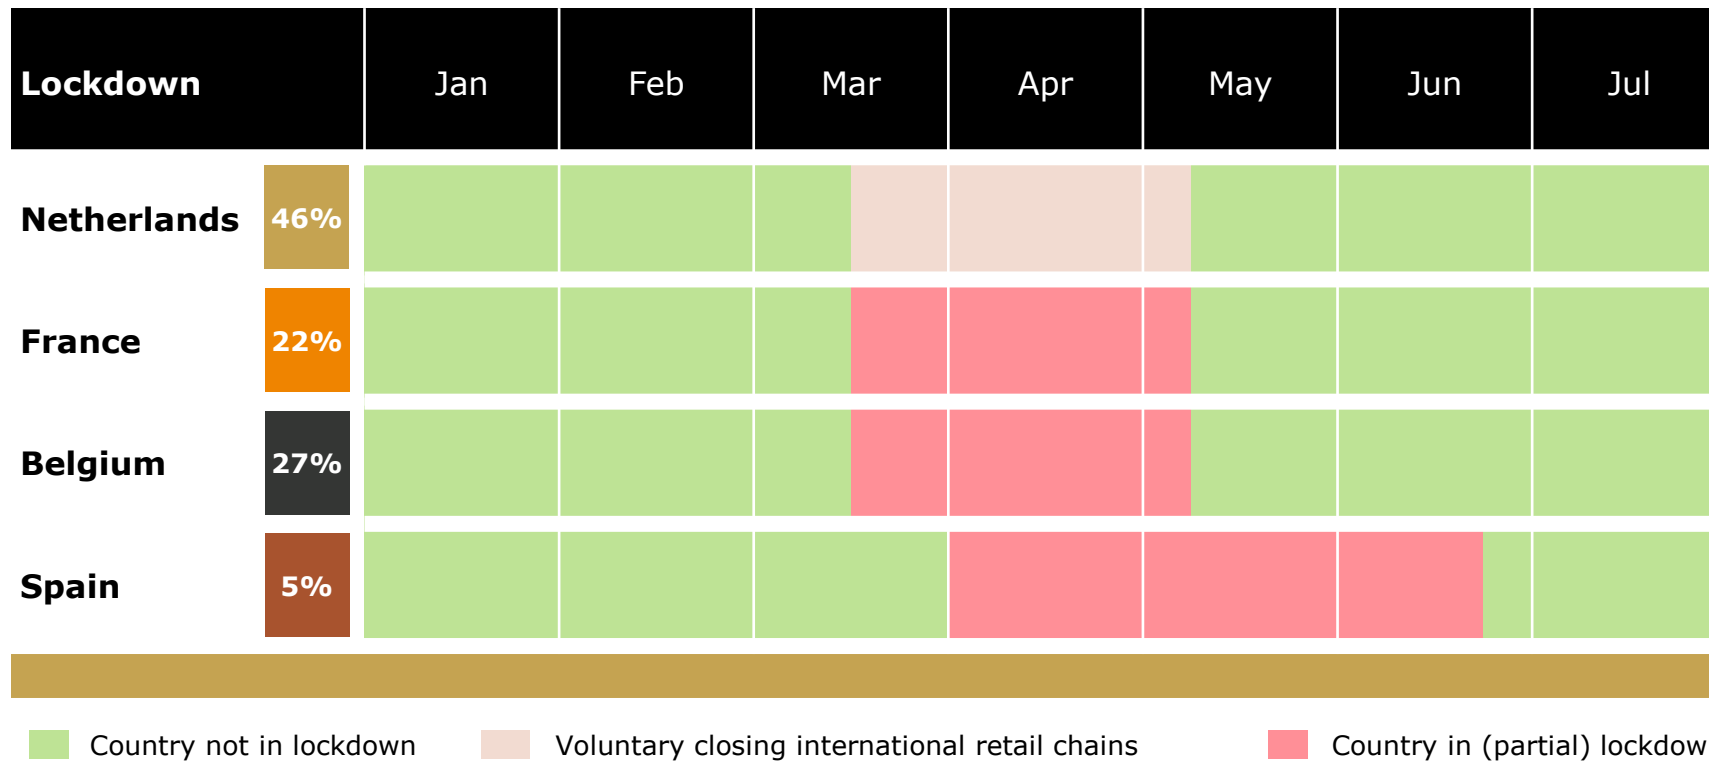 Lockdown Jan Feb Mar Apr May Jun Jul
Netherlands 46%
France 22%
Belgium 27%
Spain 5%
Country not in lockdown Voluntary closing international retail chains Country in (partial) lockdow